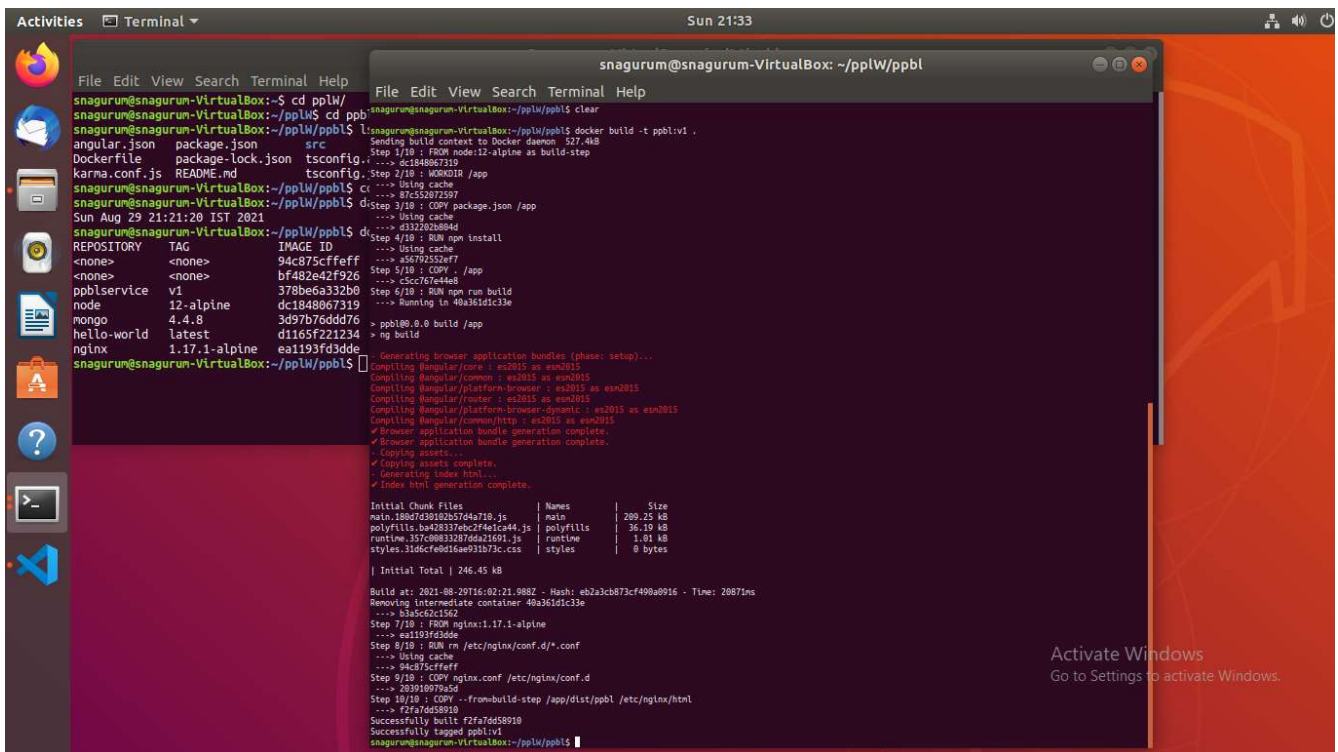 Activities Terminal Sun 21:33
File Edit View Search Terminal Help
snagurum@snagurum-VirtualBox:~$ cd pplW/
snagurum@snagurum-VirtualBox:~/pplW$ cd ppb
snagurum@snagurum-VirtualBox:~/pplW/ppbl$ l
angular.json package.json src
Dockerfile package-lock.json tsconfig.
karma.conf.js README.md tsconfig.
snagurum@snagurum-VirtualBox:~/pplW/ppbl$
snagurum@snagurum-VirtualBox:~/pplW/ppbl$
Sun Aug 29 21:21:20 IST 2021
snagurum@snagurum-VirtualBox:~/pplW/ppbl$
REPOSITORY TAG IMAGE ID
<none> <none> 94c875cffeff
<none> <none> bf482e42f926
ppblservice v1 378be6a332b0
node 12-alpine dc1848067319
mongo 4.4.8 3d97b76ddd76
hello-world latest d1165f221234
nginx 1.17.1-alpine ea1193fd3dde
snagurum@snagurum-VirtualBox:~/pplW/ppbl$
snagurum@snagurum-VirtualBox: ~/pplW/ppbl
File Edit View Search Terminal Help
snagurum@snagurum-VirtualBox:~/pplW/ppbl$ clear
snagurum@snagurum-VirtualBox:~/pplW/ppbl$ docker build -t ppbl:v1 .
Sending build context to Docker daemon 527.4kB
Step 1/10 : FROM node:12-alpine as build-step
---> dc1848067319
Step 2/10 : WORKDIR /app
---> Using cache
---> 87c552072597
Step 3/10 : COPY package.json /app
---> Using cache
---> d332202b804d
Step 4/10 : RUN npm install
---> Using cache
---> a56792552ef7
Step 5/10 : COPY . /app
---> c5cc767e44e8
Step 6/10 : RUN npm run build
---> Running in 40a361d1c33e
> ppbl@0.0.0 build /app
> ng build
- Generating browser application bundles (phase: setup)...
Compiling @angular/core : es2015 as esm2015
Compiling @angular/common : es2015 as esm2015
Compiling @angular/platform-browser : es2015 as esm2015
Compiling @angular/router : es2015 as esm2015
Compiling @angular/platform-browser-dynamic : es2015 as esm2015
Compiling @angular/common/http : es2015 as esm2015
✔ Browser application bundle generation complete.
✔ Browser application bundle generation complete.
- Copying assets...
✔ Copying assets complete.
- Generating index html...
✔ Index html generation complete.
Initial Chunk Files | Names | Size
main.180d7d30102b57d4a710.js | main | 209.25 kB
polyfills.ba428337ebc2f4e1ca44.js | polyfills | 36.19 kB
runtime.357c00833287dda21691.js | runtime | 1.01 kB
styles.31d6cfe0d16ae931b73c.css | styles | 0 bytes
| Initial Total | 246.45 kB
Build at: 2021-08-29T16:02:21.988Z - Hash: eb2a3cb873cf490a0916 - Time: 20871ms
Removing intermediate container 40a361d1c33e
---> b3a5c62c1562
Step 7/10 : FROM nginx:1.17.1-alpine
---> ea1193fd3dde
Step 8/10 : RUN rm /etc/nginx/conf.d/*.conf
---> Using cache
---> 94c875cffeff
Step 9/10 : COPY nginx.conf /etc/nginx/conf.d
---> 203910979a5d
Step 10/10 : COPY --from=build-step /app/dist/ppbl /etc/nginx/html
---> f2fa7dd58910
Successfully built f2fa7dd58910
Successfully tagged ppbl:v1
snagurum@snagurum-VirtualBox:~/pplW/ppbl$
Activate Windows
Go to Settings to activate Windows.